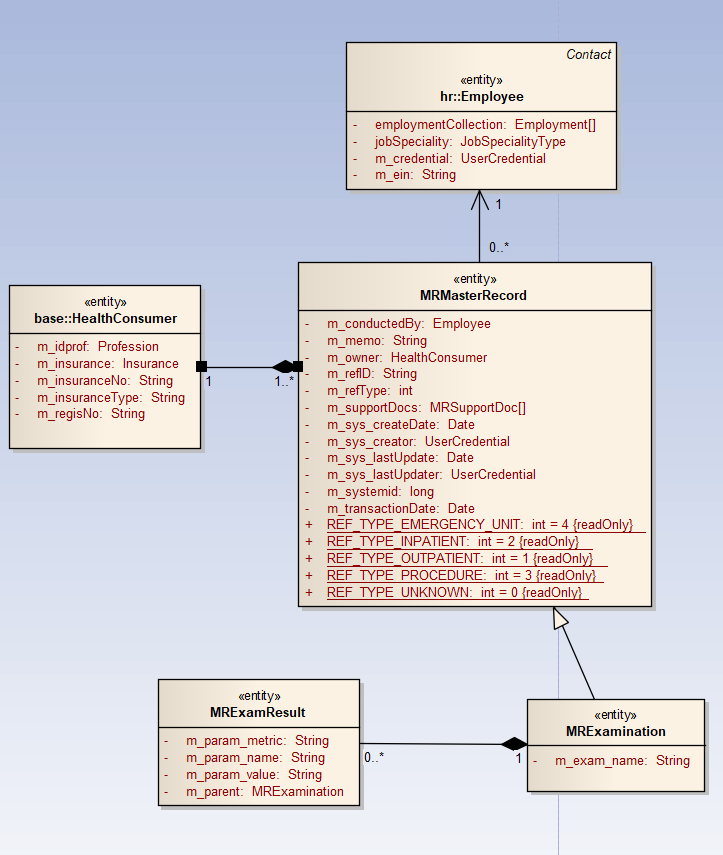 Contact
«entity»
hr::Employee
- employmentCollection: Employment[]
- jobSpeciality: JobSpecialityType
- m_credential: UserCredential
- m_ein: String
1
0..*
«entity»
MRMasterRecord
- m_conductedBy: Employee
- m_memo: String
- m_owner: HealthConsumer
- m_refID: String
- m_refType: int
- m_supportDocs: MRSupportDoc[]
- m_sys_createDate: Date
- m_sys_creator: UserCredential
- m_sys_lastUpdate: Date
- m_sys_lastUpdater: UserCredential
- m_systemid: long
- m_transactionDate: Date
+ REF_TYPE_EMERGENCY_UNIT: int = 4 {readOnly}
+ REF_TYPE_INPATIENT: int = 2 {readOnly}
+ REF_TYPE_OUTPATIENT: int = 1 {readOnly}
+ REF_TYPE_PROCEDURE: int = 3 {readOnly}
+ REF_TYPE_UNKNOWN: int = 0 {readOnly}
«entity»
base::HealthConsumer
- m_idprof: Profession
- m_insurance: Insurance
- m_insuranceNo: String
- m_insuranceType: String
- m_regisNo: String
1
1..*
«entity»
MRExamResult
- m_param_metric: String
- m_param_name: String
- m_param_value: String
- m_parent: MRExamination
0..*
1
«entity»
MRExamination
- m_exam_name: String